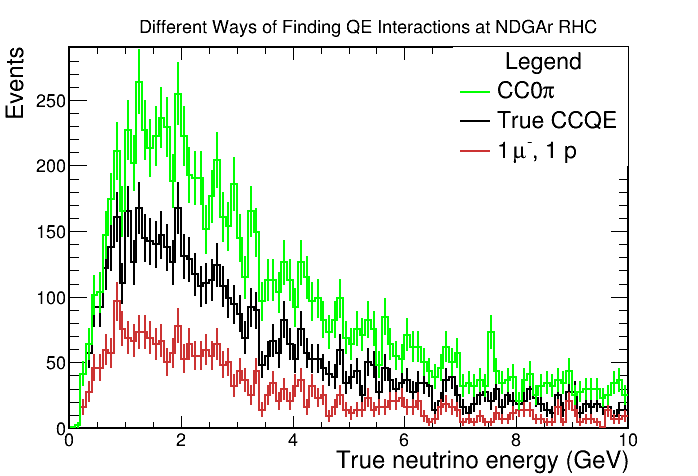 Different Ways of Finding QE Interactions at NDGAr RHC
Events
Legend
CC0π
True CCQE
1 μ⁻, 1 p
250
200
150
100
50
0
0 2 4 6 8 10
True neutrino energy (GeV)